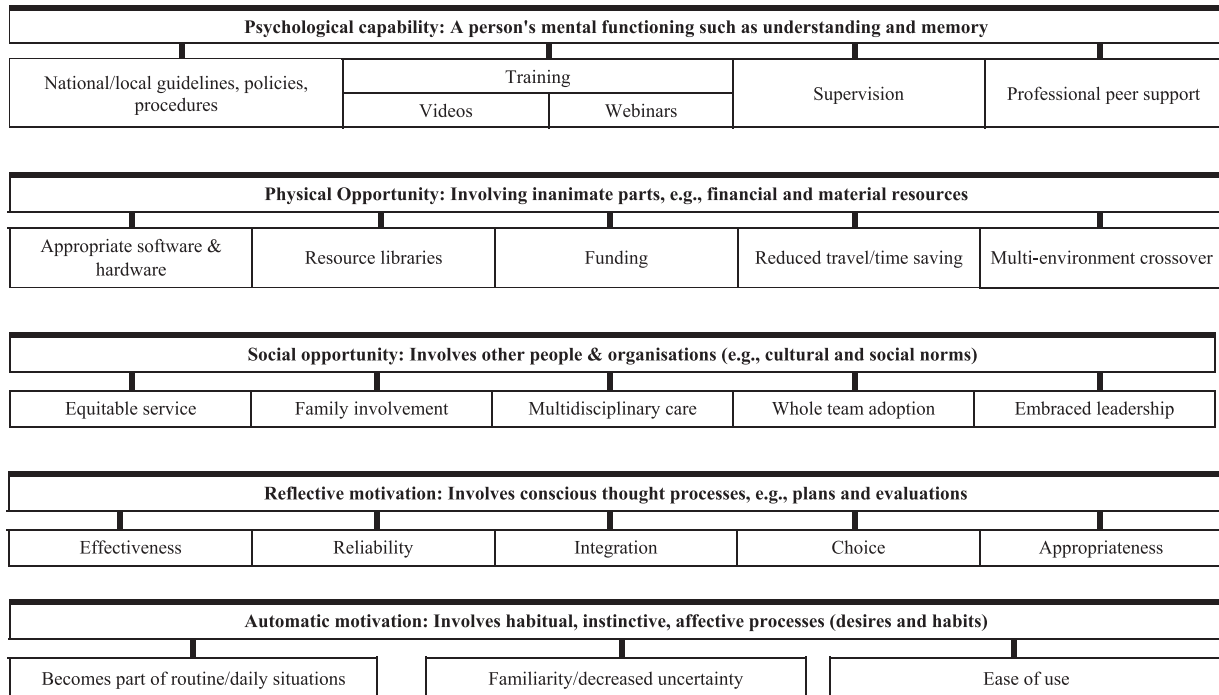 Psychological capability: A person's mental functioning such as understanding and memory
National/local guidelines, policies,
procedures
Training
Videos
Webinars
Supervision
Professional peer support
Physical Opportunity: Involving inanimate parts, e.g., financial and material resources
Appropriate software &
hardware
Resource libraries
Funding
Reduced travel/time saving
Multi-environment crossover
Social opportunity: Involves other people & organisations (e.g., cultural and social norms)
Equitable service
Family involvement
Multidisciplinary care
Whole team adoption
Embraced leadership
Reflective motivation: Involves conscious thought processes, e.g., plans and evaluations
Effectiveness
Reliability
Integration
Choice
Appropriateness
Automatic motivation: Involves habitual, instinctive, affective processes (desires and habits)
Becomes part of routine/daily situations
Familiarity/decreased uncertainty
Ease of use